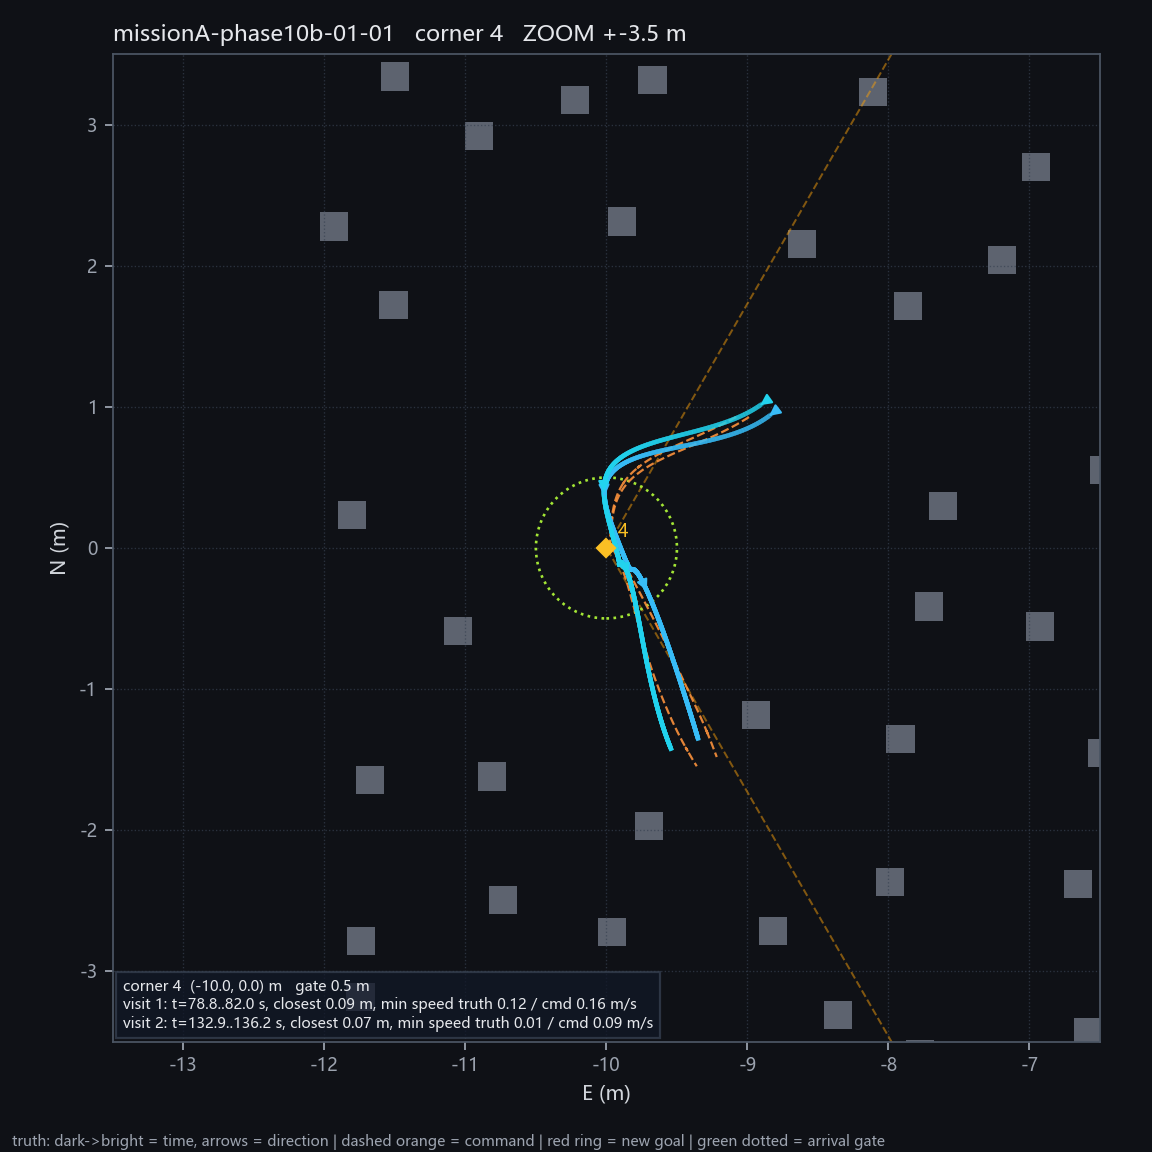 missionA-phase10b-01-01   corner 4   ZOOM +-3.5 m
3
2
1
0
-1
-2
-3
N (m)
4
corner 4  (-10.0, 0.0) m   gate 0.5 m
visit 1: t=78.8..82.0 s, closest 0.09 m, min speed truth 0.12 / cmd 0.16 m/s
visit 2: t=132.9..136.2 s, closest 0.07 m, min speed truth 0.01 / cmd 0.09 m/s
-13 -12 -11 -10 -9 -8 -7
E (m)
truth: dark->bright = time, arrows = direction | dashed orange = command | red ring = new goal | green dotted = arrival gate